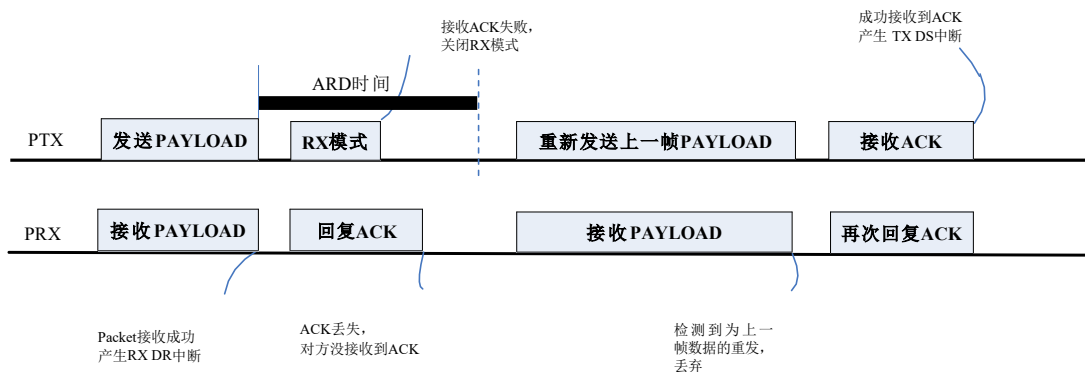 接收ACK失败，
关闭RX模式
成功接收到ACK
产生 TX DS中断
ARD时间
PTX
发送PAYLOAD
RX模式
重新发送上一帧PAYLOAD
接收ACK
PRX
接收PAYLOAD
回复ACK
接收PAYLOAD
再次回复ACK
Packet接收成功
产生RX DR中断
ACK丢失，
对方没接收到ACK
检测到为上一
帧数据的重发，
丢弃